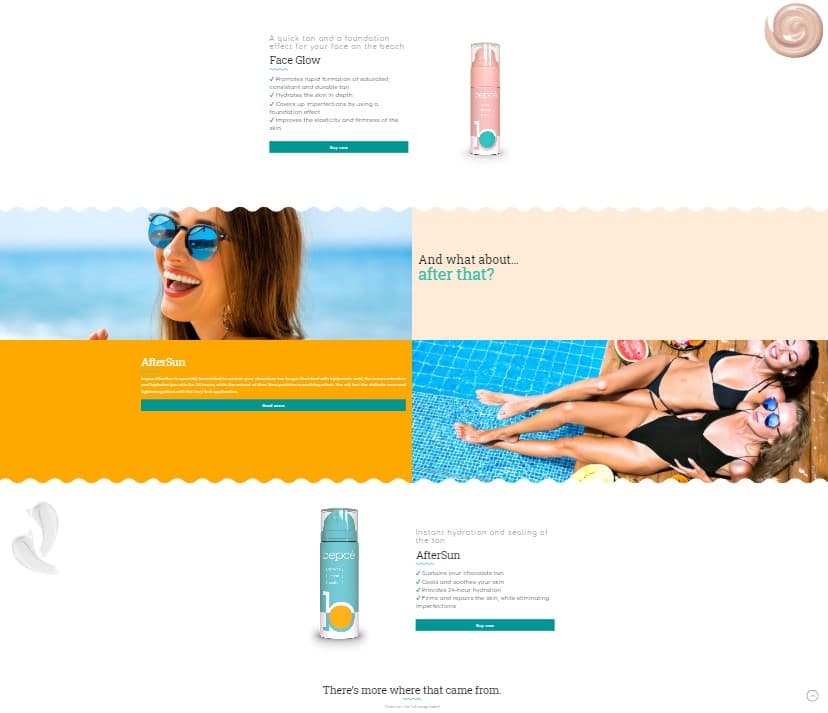 A quick tan and a foundation
effect for your face on the beach
Face Glow
✓ Promotes rapid formation of saturated,
consistent and durable tan
✓ Hydrates the skin in depth
✓ Covers up imperfections by using a
foundation effect
✓ Improves the elasticity and firmness of the
skin
Buy now
cepcé
b
And what about...
after that?
AfterSun
Read more
cepcé
b
Instant hydration and sealing of
the tan
AfterSun
✓ Sustains your chocolate tan
✓ Cools and soothes your skin
✓ Provides 24-hour hydration
✓ Firms and repairs the skin, while eliminating
imperfections
Buy now
There's more where that came from.